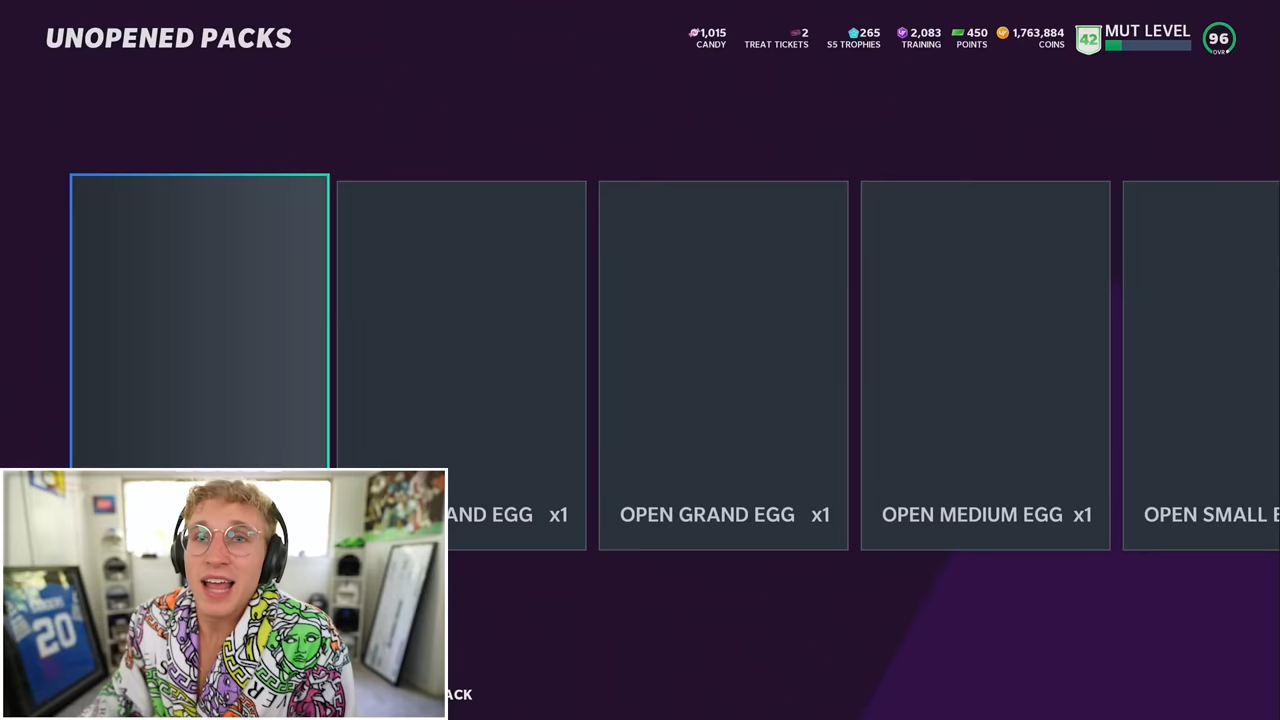 UNOPENED PACKS
1,015
CANDY
2
TREAT TICKETS
265
S5 TROPHIES
2,083
TRAINING
450
POINTS
1,763,884
COINS
42
MUT LEVEL
96
OVR
AND EGG x1
OPEN GRAND EGG x1
OPEN MEDIUM EGG x1
OPEN SMALL E
ACK
20